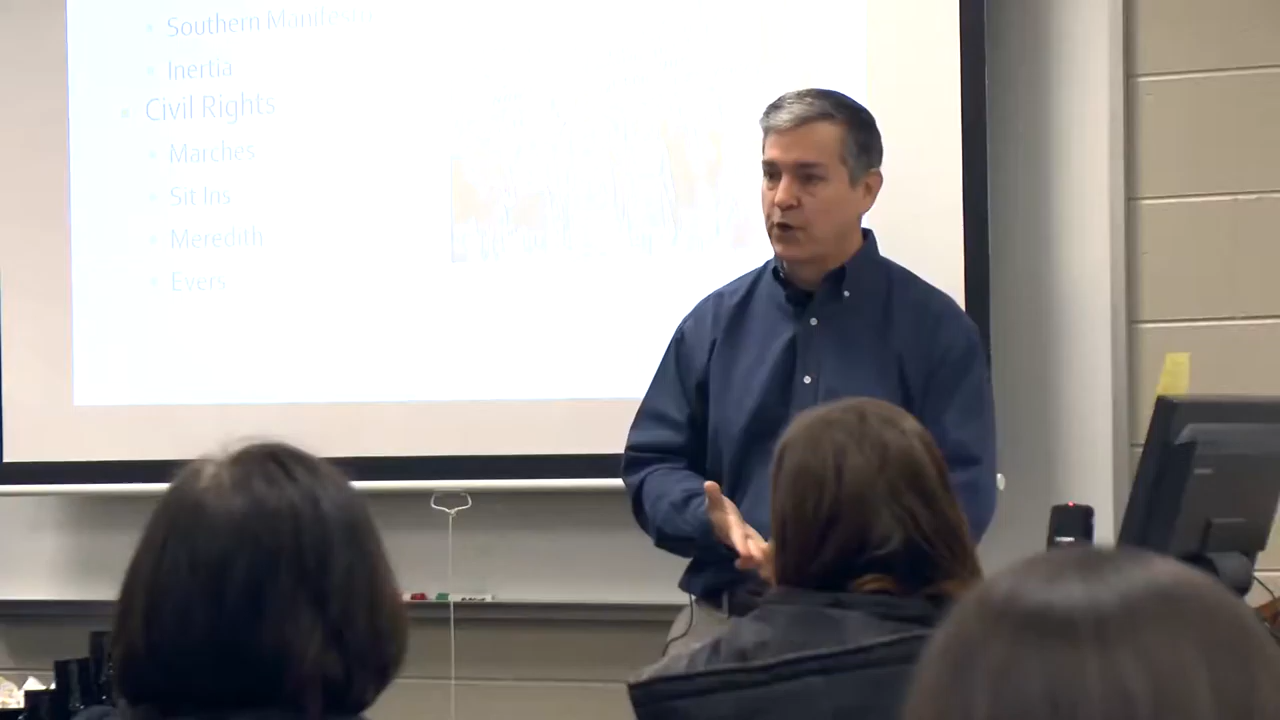 Southern Manifesto
Inertia
Civil Rights
Marches
Sit Ins
Meredith
Evers